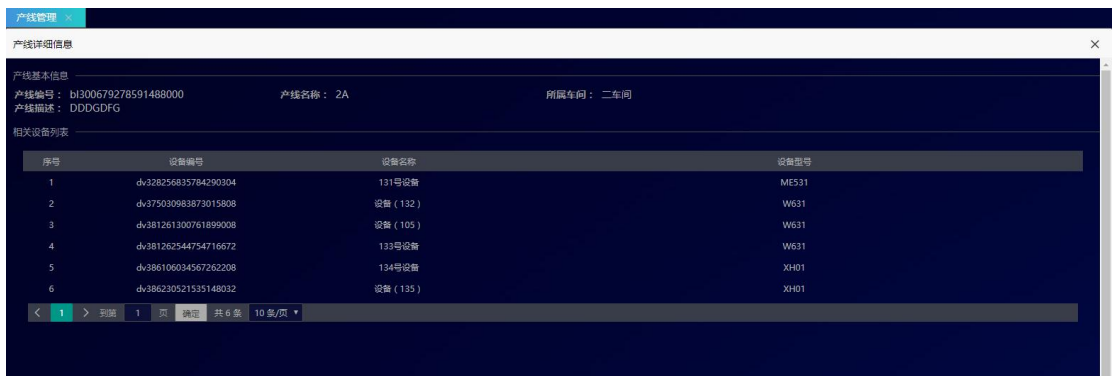 产线管理 ×
产线详细信息 ×
产线基本信息
产线编号： bl300679278591488000 产线名称： 2A 所属车间： 二车间
产线描述： DDDGDFG
相关设备列表
序号 设备编号 设备名称 设备型号
1 dv328256835784290304 131号设备 ME531
2 dv375030983873015808 设备 ( 132 ) W631
3 dv381261300761899008 设备 ( 105 ) W631
4 dv381262544754716672 133号设备 W631
5 dv386106034567262208 134号设备 XH01
6 dv386230521535148032 设备 ( 135 ) XH01
< 1 > 到第 1 页 确定 共 6 条 10 条/页